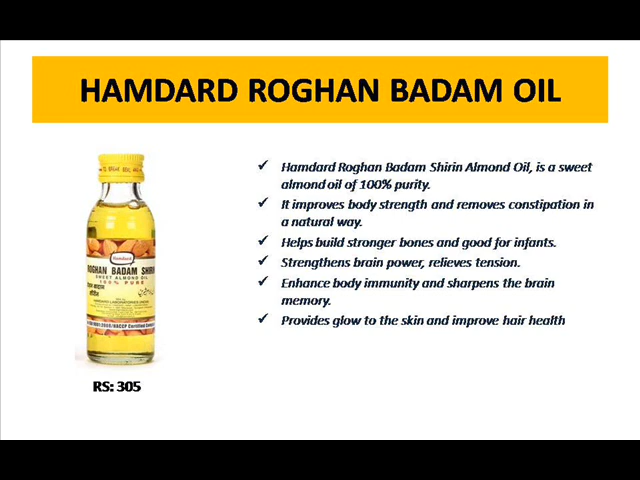 HAMDARD ROGHAN BADAM OIL
Hamdard Roghan Badam Shirin Almond Oil, is a sweet
almond oil of 100% purity.
It improves body strength and removes constipation in
a natural way.
Helps build stronger bones and good for infants.
Strengthens brain power, relieves tension.
Enhance body immunity and sharpens the brain
memory.
Provides glow to the skin and improve hair health
Hamdard
ROGHAN BADAM SHIRIN
SWEET ALMOND OIL
100% PURE
रोग़न बादाम
शीरीं
HAMDARD LABORATORIES (INDIA)
RS: 305